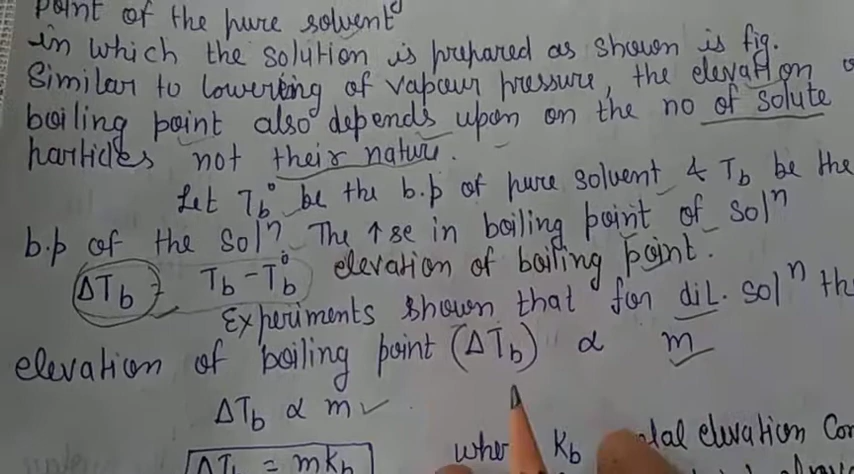 point of the pure solvent
in which the solution is prepared as shown is fig.
Similar to lowering of vapour pressure, the elevation
boiling point also depends upon on the no of solute
particles not their nature.
Let Tb° be the b.p of pure solvent & Tb be the
b.p of the solⁿ The ↑se in boiling point of solⁿ
ΔTb = Tb - Tb° elevation of boiling point.
Experiments shown that for dil. solⁿ the
elevation of boiling point (ΔTb) ∝ m
ΔTb ∝ m
ΔTb = mKb Kb elevation